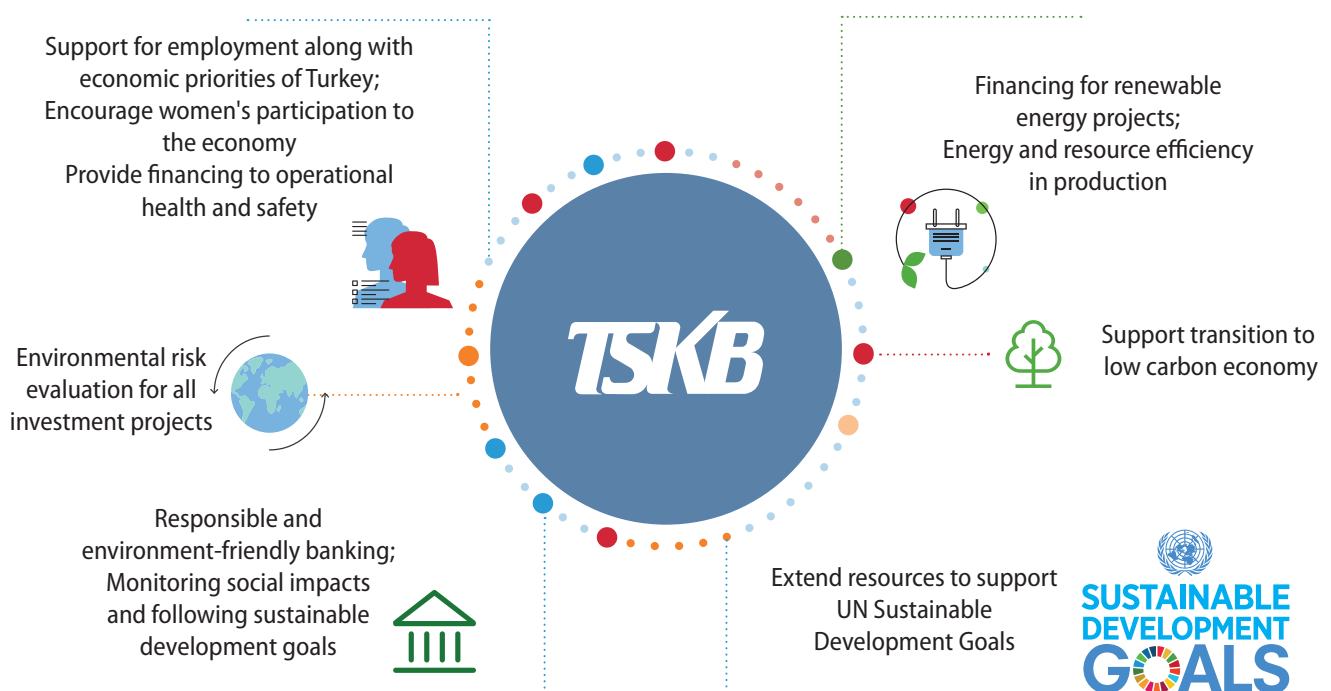 Support for employment along with
economic priorities of Turkey;
Encourage women's participation to
the economy
Provide financing to operational
health and safety
Financing for renewable
energy projects;
Energy and resource efficiency
in production
Environmental risk
evaluation for all
investment projects
TSKB
Support transition to
low carbon economy
Responsible and
environment-friendly banking;
Monitoring social impacts
and following sustainable
development goals
Extend resources to support
UN Sustainable
Development Goals
SUSTAINABLE
DEVELOPMENT
GOALS